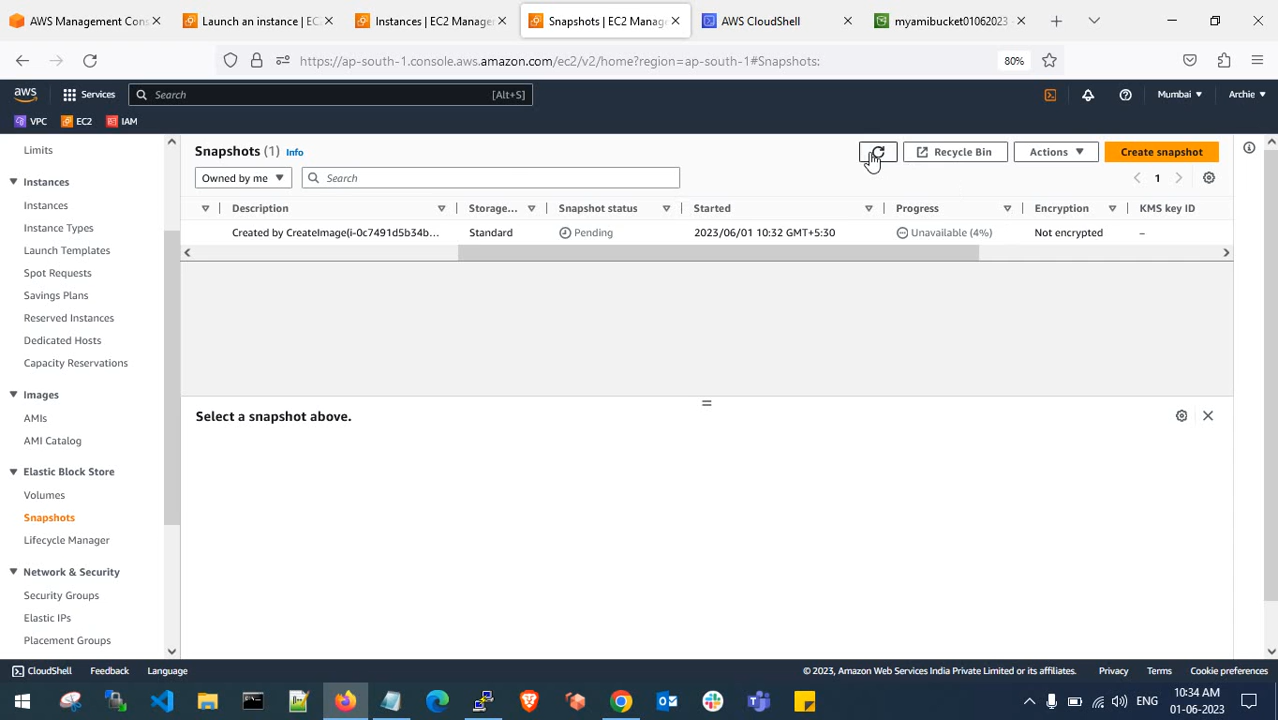 AWS Management Cons
Launch an instance | EC2
Instances | EC2 Manager
Snapshots | EC2 Manage
AWS CloudShell
myamibucket01062023 -
https://ap-south-1.console.aws.amazon.com/ec2/v2/home?region=ap-south-1#Snapshots:
80%
aws
Services
Search
[Alt+S]
Mumbai
Archie
VPC
EC2
IAM
Limits
Instances
Instances
Instance Types
Launch Templates
Spot Requests
Savings Plans
Reserved Instances
Dedicated Hosts
Capacity Reservations
Images
AMIs
AMI Catalog
Elastic Block Store
Volumes
Snapshots
Lifecycle Manager
Network & Security
Security Groups
Elastic IPs
Placement Groups
Snapshots (1) Info
Recycle Bin
Actions
Create snapshot
Owned by me
Search
1
Description Storage... Snapshot status Started Progress Encryption KMS key ID
Created by CreateImage(i-0c7491d5b34b... Standard Pending 2023/06/01 10:32 GMT+5:30 Unavailable (4%) Not encrypted –
Select a snapshot above.
CloudShell Feedback Language
© 2023, Amazon Web Services India Private Limited or its affiliates. Privacy Terms Cookie preferences
ENG
10:34 AM
01-06-2023